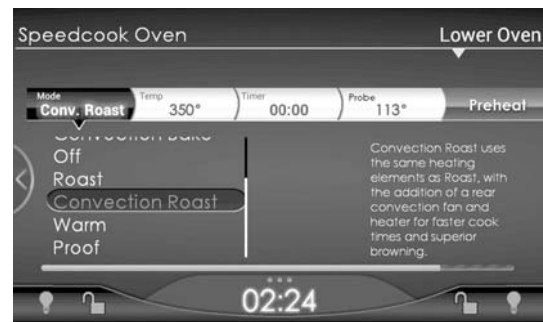 Speedcook Oven
Lower Oven
Mode
Conv. Roast
Temp
350°
Timer
00:00
Probe
113°
Preheat
Convection Bake
Off
Roast
Convection Roast
Warm
Proof
Convection Roast uses
the same heating
elements as Roast, with
the addition of a rear
convection fan and
heater for faster cook
times and superior
browning.
02:24